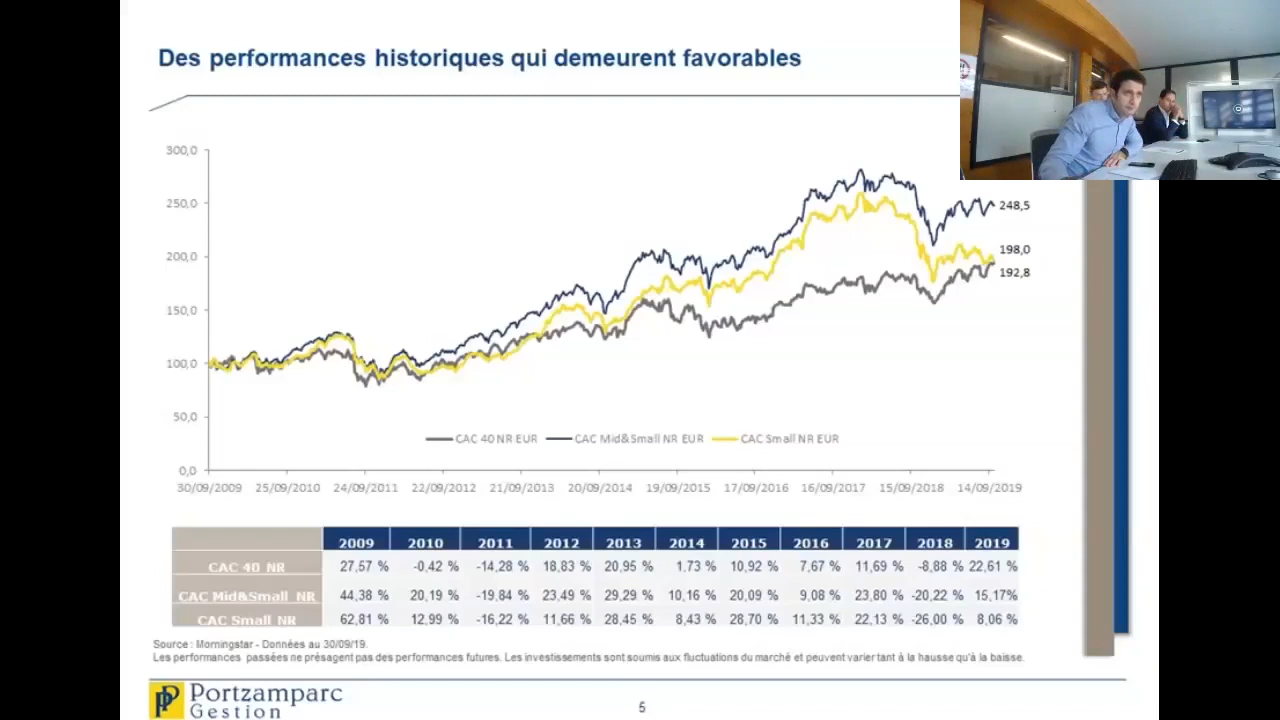 Des performances historiques qui demeurent favorables
300,0
250,0
200,0
150,0
100,0
50,0
0,0
248,5
198,0
192,8
CAC 40 NR EUR CAC Mid&Small NR EUR CAC Small NR EUR
30/09/2009 25/09/2010 24/09/2011 22/09/2012 21/09/2013 20/09/2014 19/09/2015 17/09/2016 16/09/2017 15/09/2018 14/09/2019
2009 2010 2011 2012 2013 2014 2015 2016 2017 2018 2019
CAC 40 NR 27,57 % -0,42 % -14,28 % 18,83 % 20,95 % 1,73 % 10,92 % 7,67 % 11,69 % -8,88 % 22,61 %
CAC Mid&Small NR 44,38 % 20,19 % -19,84 % 23,49 % 29,29 % 10,16 % 20,09 % 9,08 % 23,80 % -20,22 % 15,17%
CAC Small NR 62,81 % 12,99 % -16,22 % 11,66 % 28,45 % 8,43 % 28,70 % 11,33 % 22,13 % -26,00 % 8,06 %
Source : Morningstar - Données au 30/09/19.
Les performances passées ne présagent pas des performances futures. Les investissements sont soumis aux fluctuations du marché et peuvent varier tant à la hausse qu'à la baisse.
Portzamparc
Gestion
5